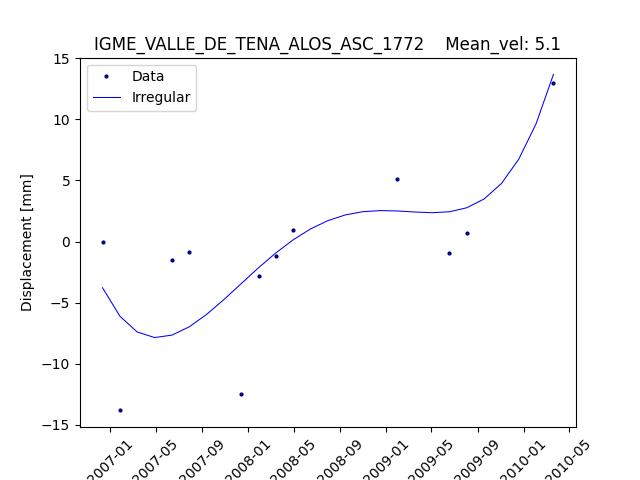 IGME_VALLE_DE_TENA_ALOS_ASC_1772    Mean_vel: 5.1
Data
Irregular
Displacement [mm]
15
10
5
0
−5
−10
−15
2007-01 2007-05 2007-09 2008-01 2008-05 2008-09 2009-01 2009-05 2009-09 2010-01 2010-05